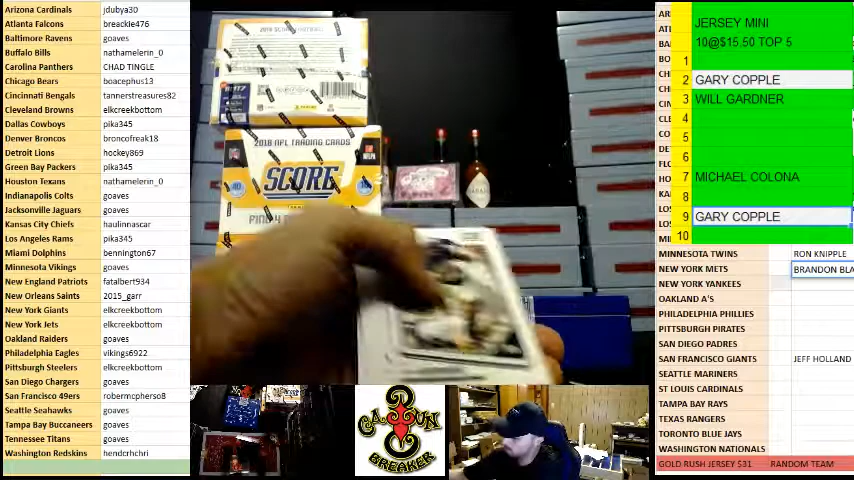 Arizona Cardinals jdubya30
Atlanta Falcons breackie476
Baltimore Ravens goaves
Buffalo Bills nathamelerin_0
Carolina Panthers CHAD TINGLE
Chicago Bears boacephus13
Cincinnati Bengals tannerstreasures82
Cleveland Browns elkcreekbottom
Dallas Cowboys pika345
Denver Broncos broncofreak18
Detroit Lions hockey869
Green Bay Packers pika345
Houston Texans nathamelerin_0
Indianapolis Colts goaves
Jacksonville Jaguars goaves
Kansas City Chiefs haulinnascar
Los Angeles Rams pika345
Miami Dolphins bennington67
Minnesota Vikings goaves
New England Patriots fatalbert934
New Orleans Saints 2015_garr
New York Giants elkcreekbottom
New York Jets elkcreekbottom
Oakland Raiders goaves
Philadelphia Eagles vikings6922
Pittsburgh Steelers elkcreekbottom
San Diego Chargers goaves
San Francisco 49ers robermcphers08
Seattle Seahawks goaves
Tampa Bay Buccaneers goaves
Tennessee Titans goaves
Washington Redskins henderhchri
2018 NFL TRADING CARDS
SCORE
FIND 4
CAJUN
BREAKER
JERSEY MINI
10@$15.50 TOP 5
1
2 GARY COPPLE
3 WILL GARDNER
4
5
6
7 MICHAEL COLONA
8
9 GARY COPPLE
10
MINNESOTA TWINS RON KNIPPLE
NEW YORK METS BRANDON BLA
NEW YORK YANKEES
OAKLAND A'S
PHILADELPHIA PHILLIES
PITTSBURGH PIRATES
SAN DIEGO PADRES
SAN FRANCISCO GIANTS JEFF HOLLAND
SEATTLE MARINERS
ST LOUIS CARDINALS
TAMPA BAY RAYS
TEXAS RANGERS
TORONTO BLUE JAYS
WASHINGTON NATIONALS
GOLD RUSH JERSEY $31 RANDOM TEAM